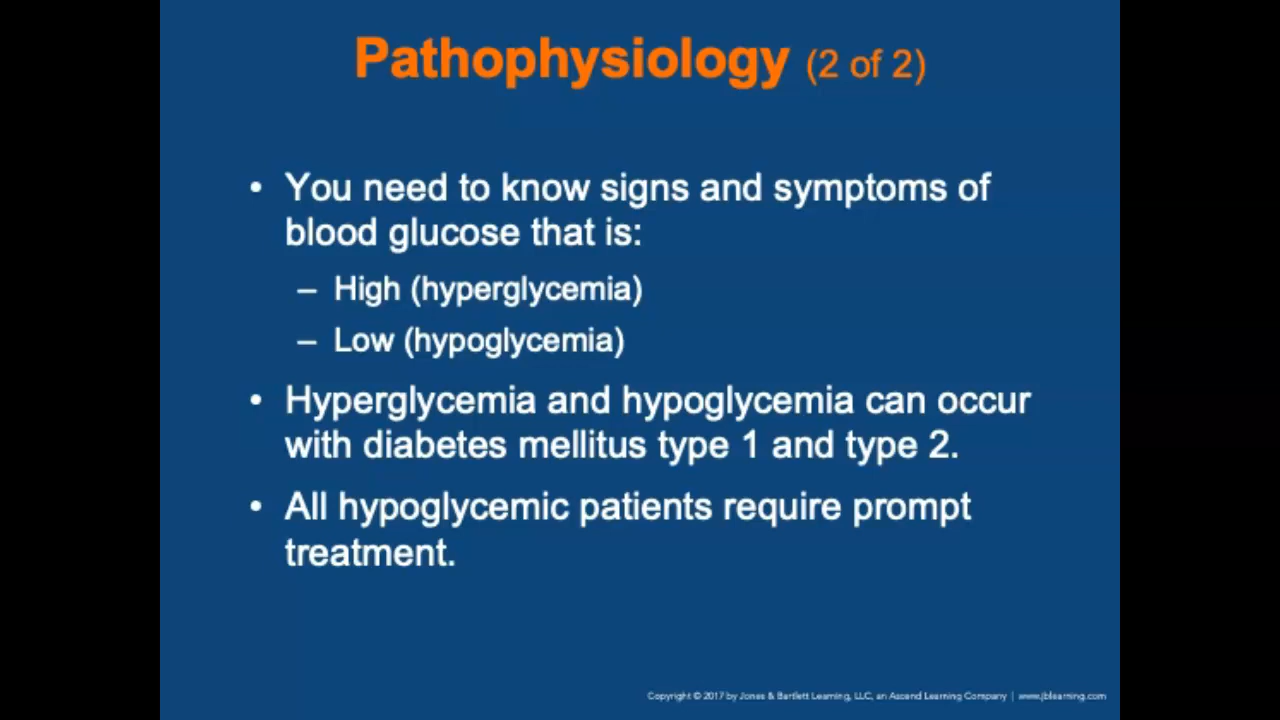 Pathophysiology (2 of 2)
• You need to know signs and symptoms of
blood glucose that is:
– High (hyperglycemia)
– Low (hypoglycemia)
• Hyperglycemia and hypoglycemia can occur
with diabetes mellitus type 1 and type 2.
• All hypoglycemic patients require prompt
treatment.
Copyright © 2017 by Jones & Bartlett Learning, LLC, an Ascend Learning Company | www.jblearning.com